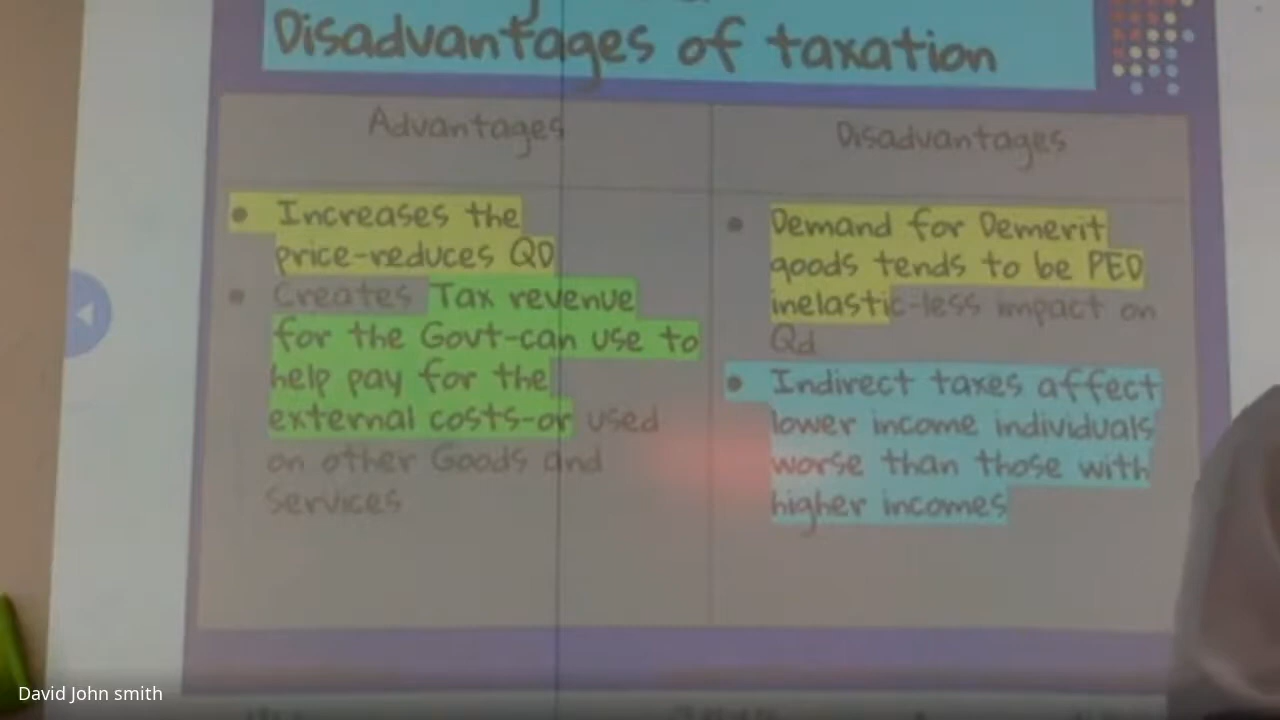 Disadvantages of taxation
Advantages
• Increases the
price-reduces QD
• Creates Tax revenue
for the Govt-can use to
help pay for the
external costs-or used
on other Goods and
Services
Disadvantages
• Demand for Demerit
goods tends to be PED
inelastic-less impact on
Qd
• Indirect taxes affect
lower income individuals
worse than those with
higher incomes
David John smith